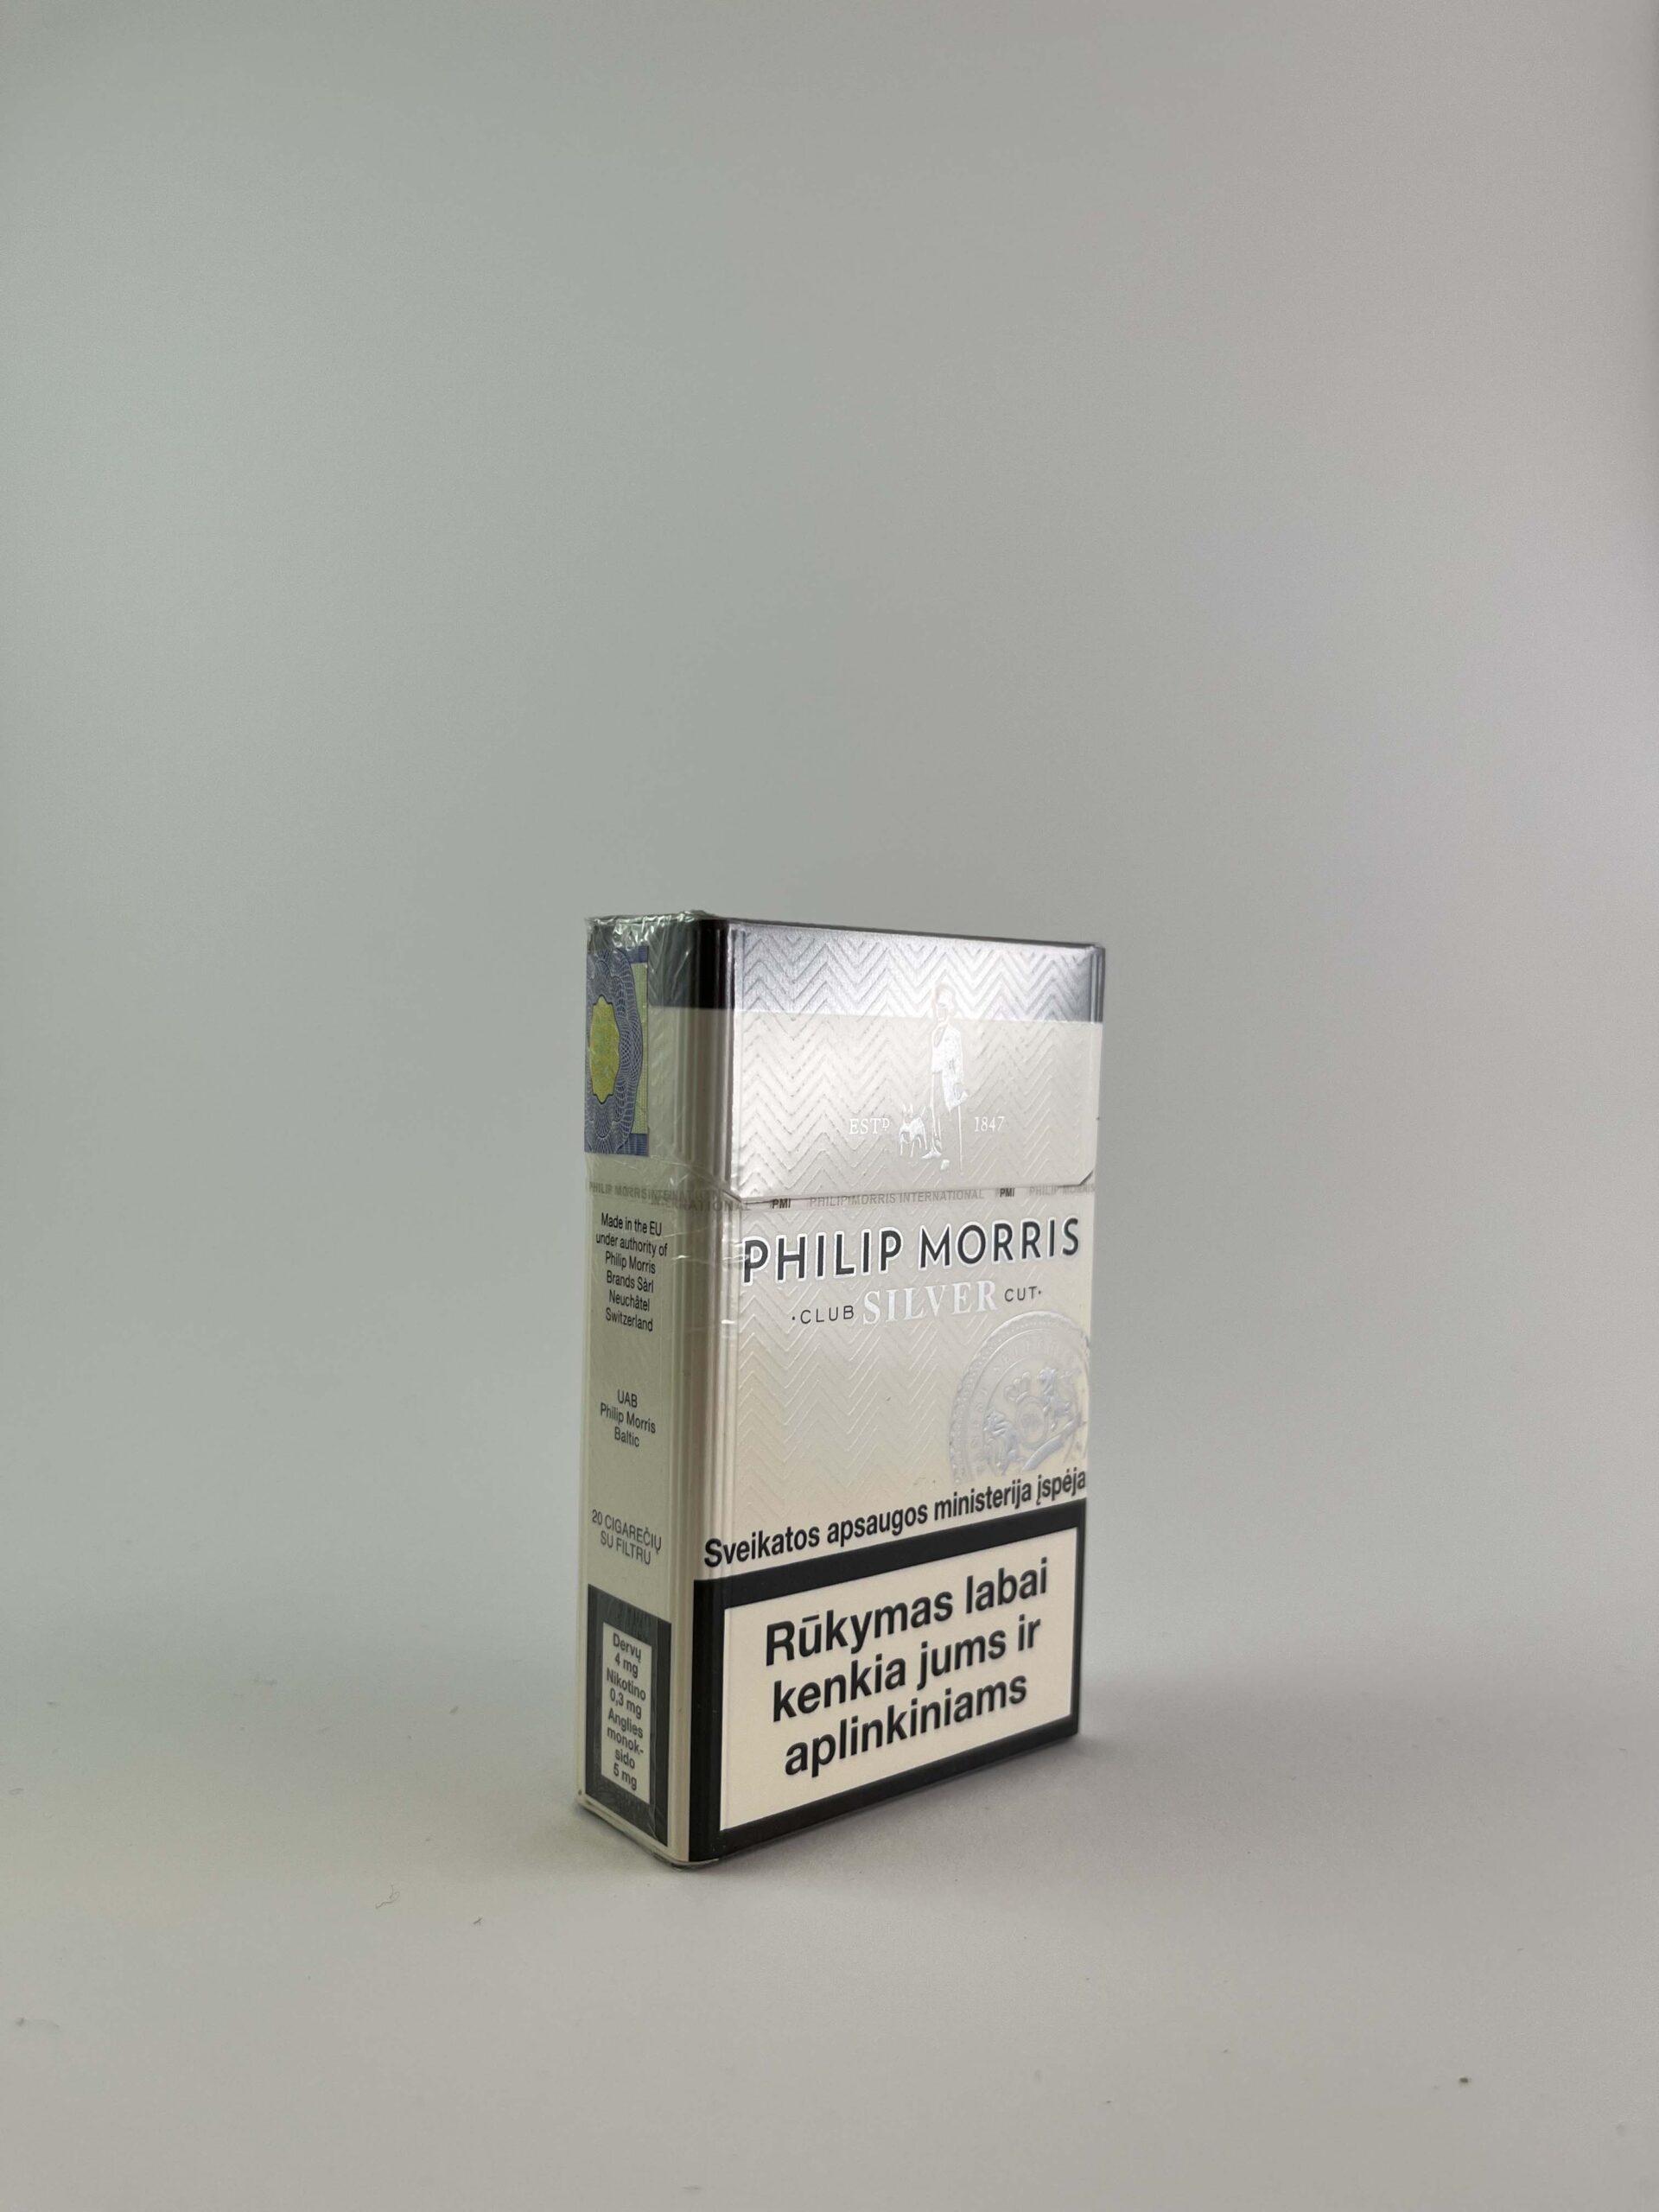 ESTD 1847
PMI PHILIP MORRIS INTERNATIONAL PMI PHILIP MORRIS
PHILIP MORRIS
·CLUB SILVER CUT·
Sveikatos apsaugos ministerija įspėja
Rūkymas labai
kenkia jums ir
aplinkiniams
PHILIP MORRIS INTERNATIONAL
Made in the EU
under authority of
Philip Morris
Brands Sàrl
Neuchâtel
Switzerland
UAB
Philip Morris
Baltic
20 CIGAREČIŲ
SU FILTRU
Dervų
4 mg
Nikotino
0,3 mg
Anglies
monok-
sido
5 mg